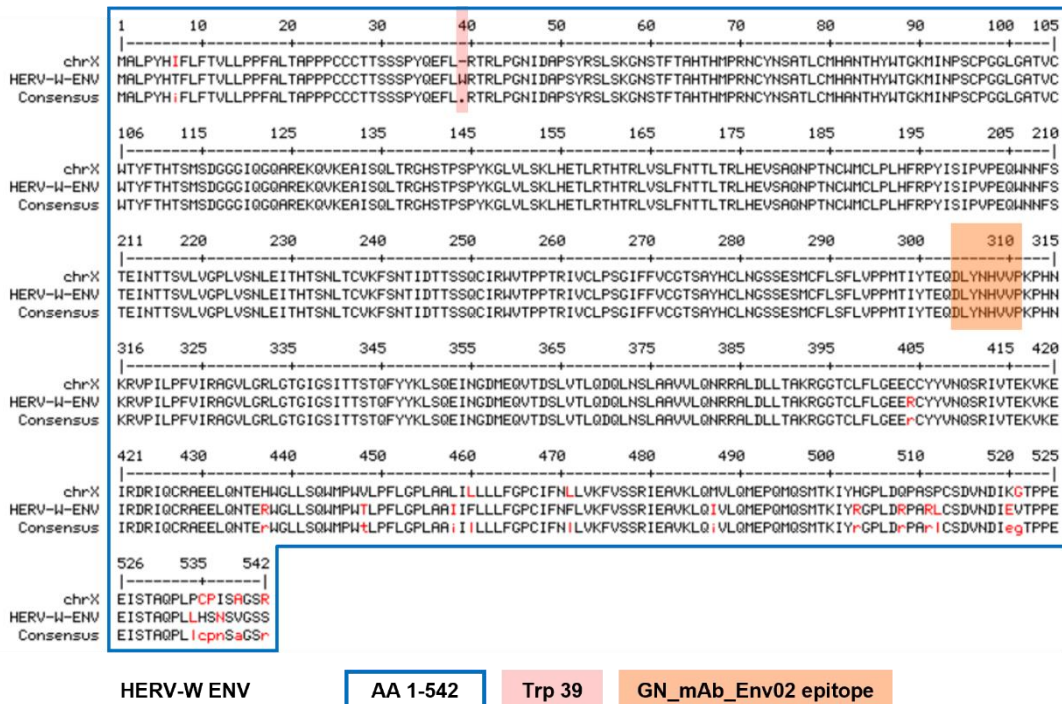 1 10 20 30 40 50 60 70 80 90 100 105
|--------+---------+---------+---------+---------+---------+---------+---------+---------+---------+----|
chrX MALPYHIFLFTVLLPPFALTAPPPCCCTTSSSPYQEFL-RTRLPGNIDAPSYRSLSKGNSTFTAHTHMPRNCYNSATLCMHANTHYWTGKMINPSCPGGLGATVC
HERV-W-ENV MALPYHTFLFTVLLPPFALTAPPPCCCTTSSSPYQEFLWRTRLPGNIDAPSYRSLSKGNSTFTAHTHMPRNCYNSATLCMHANTHYWTGKMINPSCPGGLGATVC
Consensus MALPYHiFLFTVLLPPFALTAPPPCCCTTSSSPYQEFL.RTRLPGNIDAPSYRSLSKGNSTFTAHTHMPRNCYNSATLCMHANTHYWTGKMINPSCPGGLGATVC
106 115 125 135 145 155 165 175 185 195 205 210
|--------+---------+---------+---------+---------+---------+---------+---------+---------+---------+----|
chrX WTYFTHTSMSDGGGIQGQAREKQVKEAISQLTRGHSTPSPYKGLVLSKLHETLRTHTRLVSLFNTTLTRLHEVSAQNPTNCWMCLPLHFRPYISIPVPEQWNNFS
HERV-W-ENV WTYFTHTSMSDGGGIQGQAREKQVKEAISQLTRGHSTPSPYKGLVLSKLHETLRTHTRLVSLFNTTLTRLHEVSAQNPTNCWMCLPLHFRPYISIPVPEQWNNFS
Consensus WTYFTHTSMSDGGGIQGQAREKQVKEAISQLTRGHSTPSPYKGLVLSKLHETLRTHTRLVSLFNTTLTRLHEVSAQNPTNCWMCLPLHFRPYISIPVPEQWNNFS
211 220 230 240 250 260 270 280 290 300 310 315
|--------+---------+---------+---------+---------+---------+---------+---------+---------+---------+----|
chrX TEINTTSVLVGPLVSNLEITHTSNLTCVKFSNTIDTTSSQCIRWVTPPTRIVCLPSGIFFVCGTSAYHCLNGSSESMCFLSFLVPPMTIYTEQDLYNHVVPKPHN
HERV-W-ENV TEINTTSVLVGPLVSNLEITHTSNLTCVKFSNTIDTTSSQCIRWVTPPTRIVCLPSGIFFVCGTSAYHCLNGSSESMCFLSFLVPPMTIYTEQDLYNHVVPKPHN
Consensus TEINTTSVLVGPLVSNLEITHTSNLTCVKFSNTIDTTSSQCIRWVTPPTRIVCLPSGIFFVCGTSAYHCLNGSSESMCFLSFLVPPMTIYTEQDLYNHVVPKPHN
316 325 335 345 355 365 375 385 395 405 415 420
|--------+---------+---------+---------+---------+---------+---------+---------+---------+---------+----|
chrX KRVPILPFVIRAGVLGRLGTGIGSITTSTQFYYKLSQEINGDMEQVTDSLVTLQDQLNSLAAVVLQNRRALDLLTAKRGGTCLFLGEECCYYVNQSRIVTEKVKE
HERV-W-ENV KRVPILPFVIRAGVLGRLGTGIGSITTSTQFYYKLSQEINGDMEQVTDSLVTLQDQLNSLAAVVLQNRRALDLLTAKRGGTCLFLGEERCYYVNQSRIVTEKVKE
Consensus KRVPILPFVIRAGVLGRLGTGIGSITTSTQFYYKLSQEINGDMEQVTDSLVTLQDQLNSLAAVVLQNRRALDLLTAKRGGTCLFLGEErCYYVNQSRIVTEKVKE
421 430 440 450 460 470 480 490 500 510 520 525
|--------+---------+---------+---------+---------+---------+---------+---------+---------+---------+----|
chrX IRDRIQCRAEELQNTEHWGLLSQWMPWVLPFLGPLAALILLLLFGPCIFNLLVKFVSSRIEAVKLQMVLQMEPQMQSMTKIYHGPLDQPASPCSDVNDIKGTPPE
HERV-W-ENV IRDRIQCRAEELQNTERWGLLSQWMPWTLPFLGPLAAIIFLLLFGPCIFNFLVKFVSSRIEAVKLQIVLQMEPQMQSMTKIYRGPLDRPARLCSDVNDIEVTPPE
Consensus IRDRIQCRAEELQNTErWGLLSQWMPWtLPFLGPLAAiIlLLLFGPCIFNlLVKFVSSRIEAVKLQiVLQMEPQMQSMTKIYrGPLDrPArlCSDVNDIegTPPE
526 535 542
|--------+------|
chrX EISTAQPLPCPISAGSR
HERV-W-ENV EISTAQPLLHSNSVGSS
Consensus EISTAQPLlcpnSaGSr
HERV-W ENV AA 1-542 Trp 39 GN_mAb_Env02 epitope